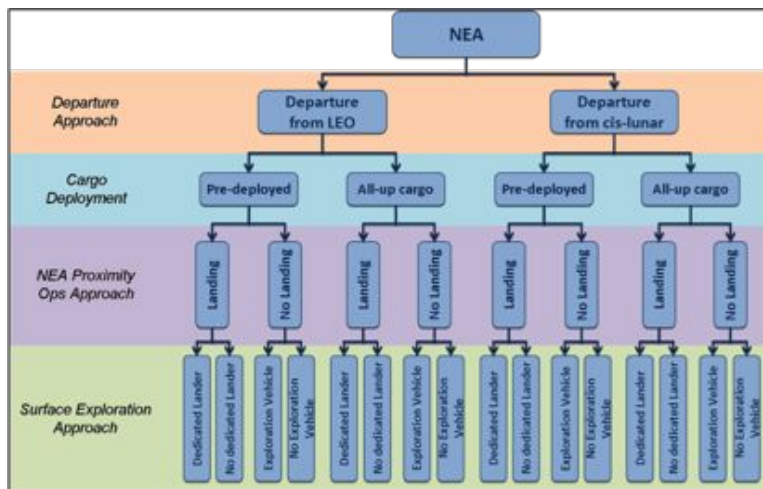 NEA
Departure
Approach
Departure
from LEO
Departure
from cis-lunar
Cargo
Deployment
Pre-deployed
All-up cargo
Pre-deployed
All-up cargo
NEA Proximity
Ops Approach
Landing
No Landing
Landing
No Landing
Landing
No Landing
Landing
No Landing
Surface Exploration
Approach
Dedicated Lander
No dedicated Lander
Exploration Vehicle
No Exploration
Vehicle
Dedicated Lander
No dedicated Lander
Exploration Vehicle
No Exploration
Vehicle
Dedicated Lander
No dedicated Lander
Exploration Vehicle
No Exploration
Vehicle
Dedicated Lander
No dedicated Lander
Exploration Vehicle
No Exploration
Vehicle